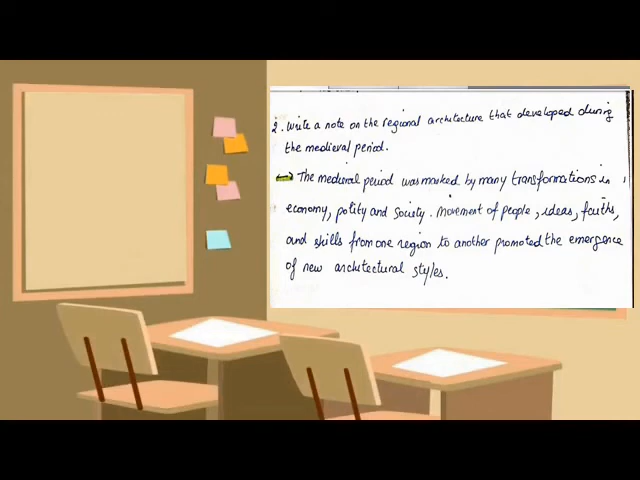 2. Write a note on the regional architecture that developed during
the medieval period.
The medieval period was marked by many transformations in
economy, polity and society. Movement of people, ideas, faiths,
and skills from one region to another promoted the emergence
of new architectural styles.